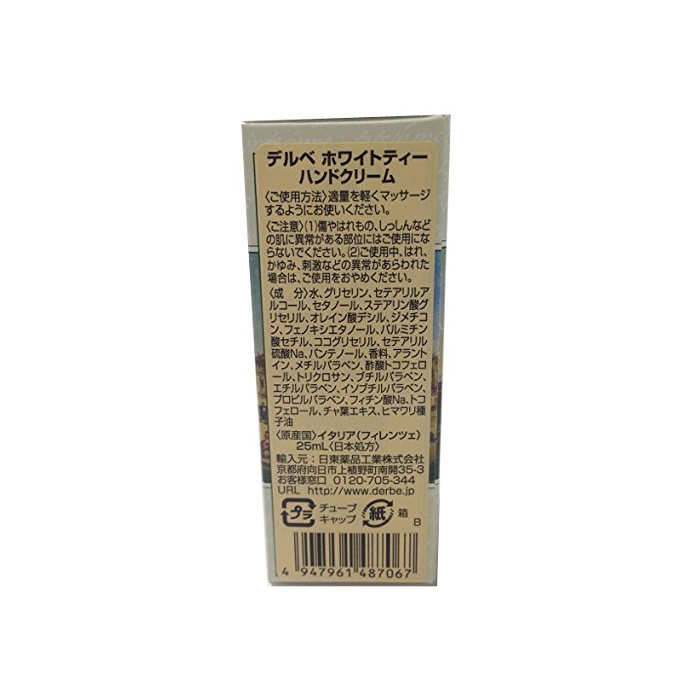 デルベ ホワイトティー
ハンドクリーム
〈ご使用方法〉適量を軽くマッサージ
するようにお使いください。
〈ご注意〉(1)傷やはれもの、しっしんなど
の肌に異常がある部位にはご使用にな
らないでください。(2)ご使用中、はれ、
かゆみ、刺激などの異常があらわれた
場合は、ご使用をおやめください。
〈成 分〉水、グリセリン、セテアリルア
ルコール、セタノール、ステアリン酸グ
リセリル、オレイン酸デシル、ジメチコ
ン、フェノキシエタノール、パルミチン
酸セチル、ココグリセリル、セテアリル
硫酸Na、パンテノール、香料、アラント
イン、メチルパラベン、酢酸トコフェロ
ール、トリクロサン、ブチルパラベン、
エチルパラベン、イソブチルパラベン、
プロピルパラベン、フィチン酸Na、トコ
フェロール、チャ葉エキス、ヒマワリ種
子油
〈原産国〉イタリア(フィレンツェ)
25mL〈日本処方〉
輸入元：日東薬品工業株式会社
京都府向日市上植野町南開35-3
お客様窓口 0120-705-344
URL http://www.derbe.jp
プラ チューブ キャップ 紙 箱 B
4 947961 487067